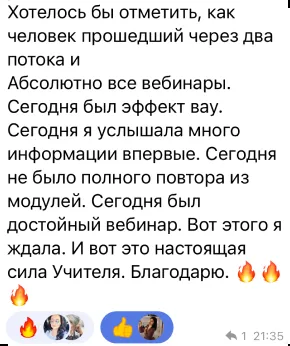 Хотелось бы отметить, как
человек прошедший через два
потока и
Абсолютно все вебинары.
Сегодня был эффект вау.
Сегодня я услышала много
информации впервые. Сегодня
не было полного повтора из
модулей. Сегодня был
достойный вебинар. Вот этого я
ждала. И вот это настоящая
сила Учителя. Благодарю. 🔥🔥
🔥
1 21:35